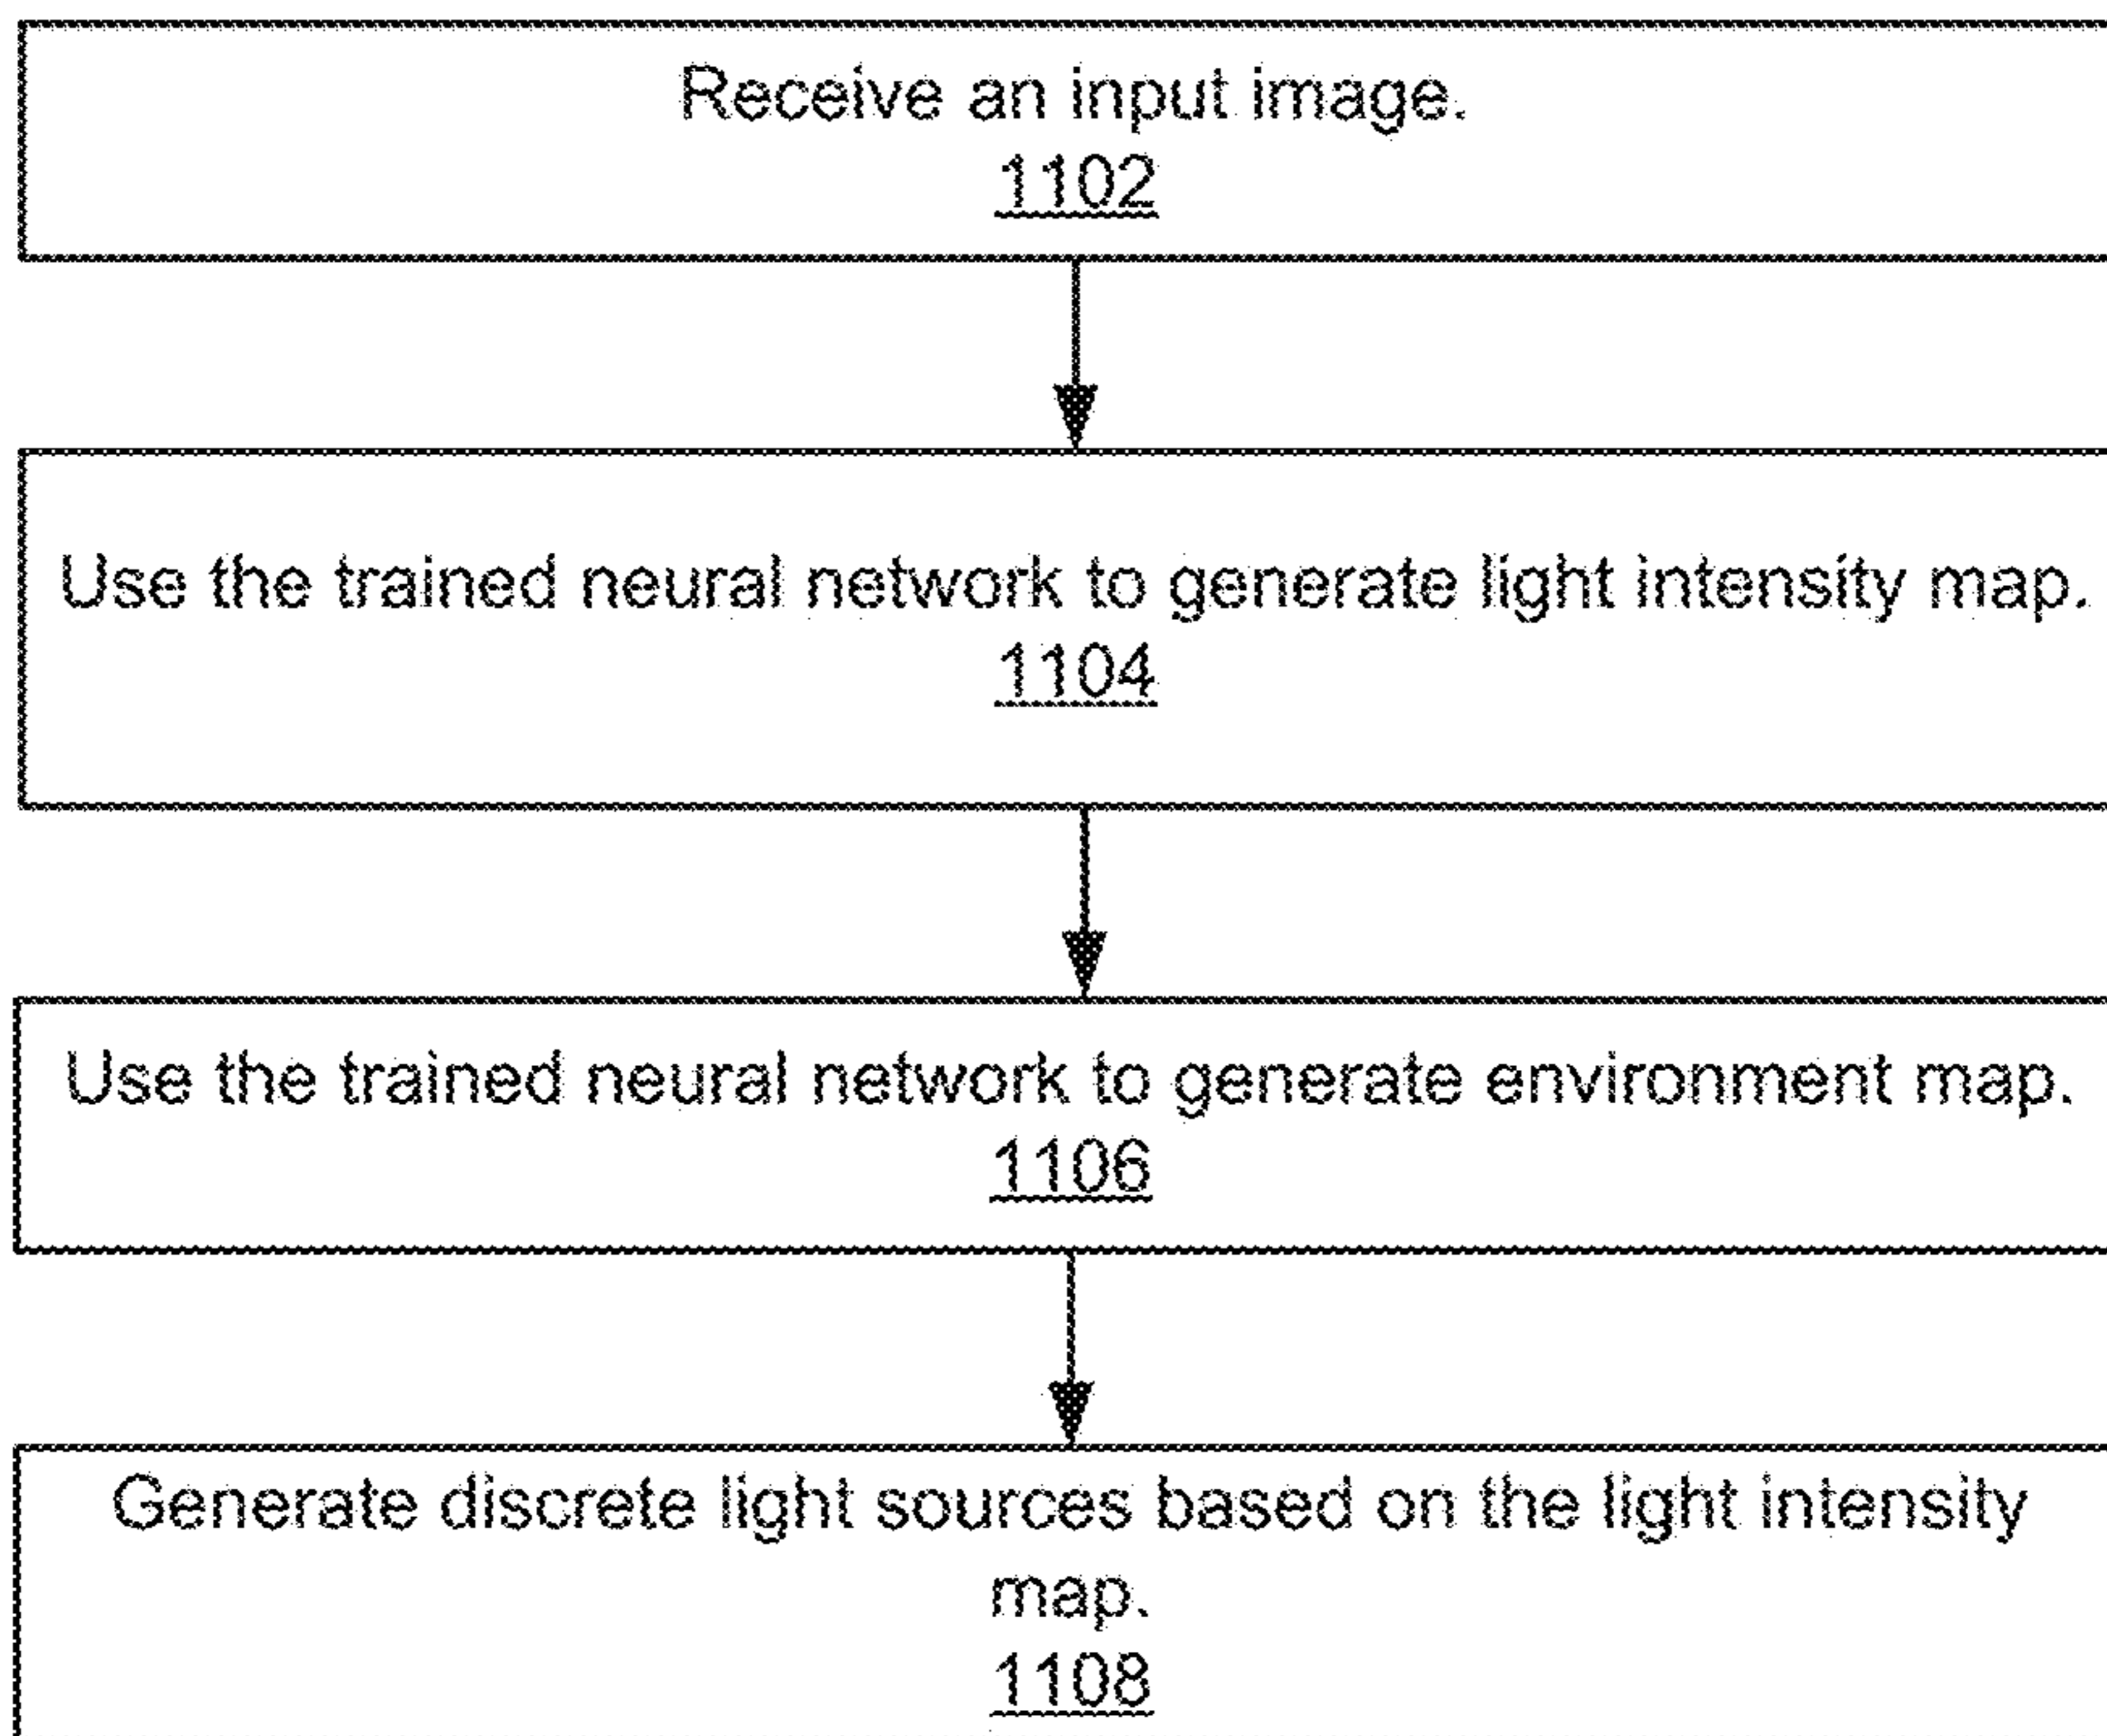 Receive an input image.
1102
Use the trained neural network to generate light intensity map.
1104
Use the trained neural network to generate environment map.
1106
Generate discrete light sources based on the light intensity
map.
1108